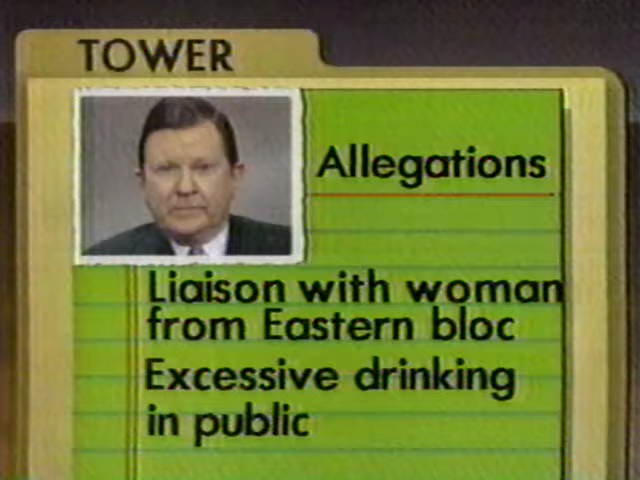 TOWER
Allegations
Liaison with woman
from Eastern bloc
Excessive drinking
in public